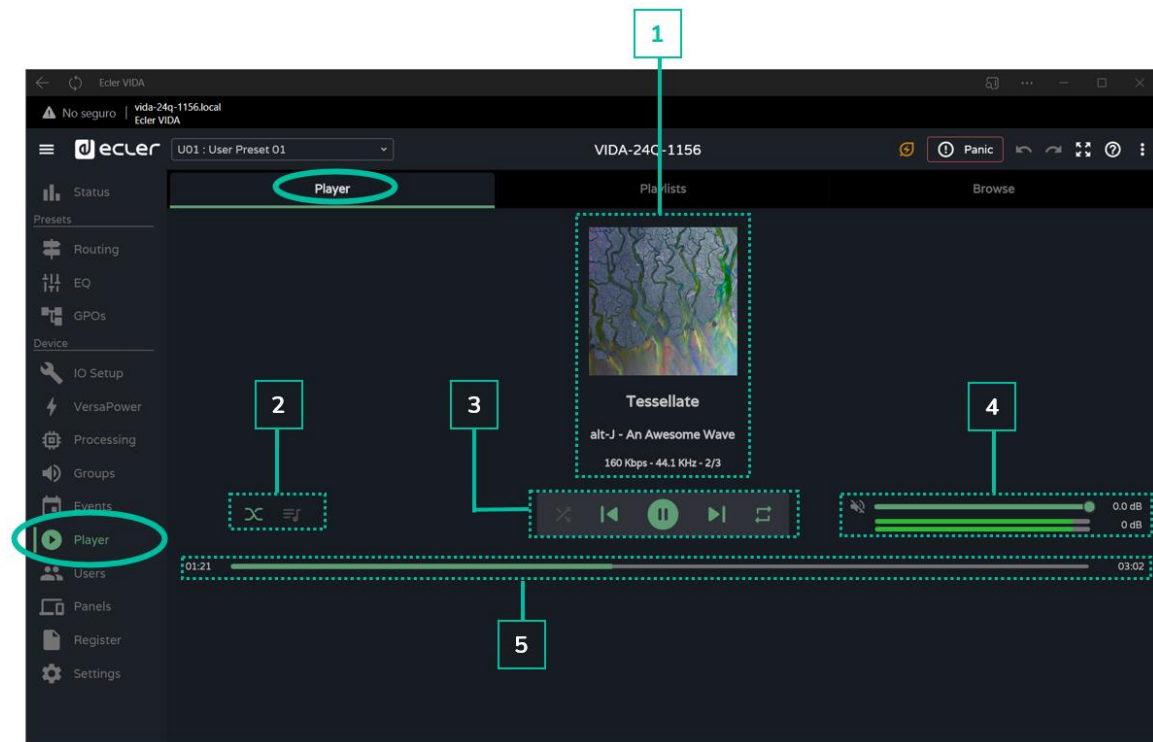 1
Ecler VIDA
No seguro vida-24q-1156.local
Ecler VIDA
ecler U01 : User Preset 01 VIDA-24Q-1156 Panic
Status
Player Playlists Browse
Presets
Routing
EQ
GPOs
Device
IO Setup
VersaPower
Processing
Groups
Events
Player
Users
Panels
Register
Settings
2
3
4
Tessellate
alt-J - An Awesome Wave
160 Kbps - 44.1 KHz - 2/3
0.0 dB
0 dB
01:21 03:02
5